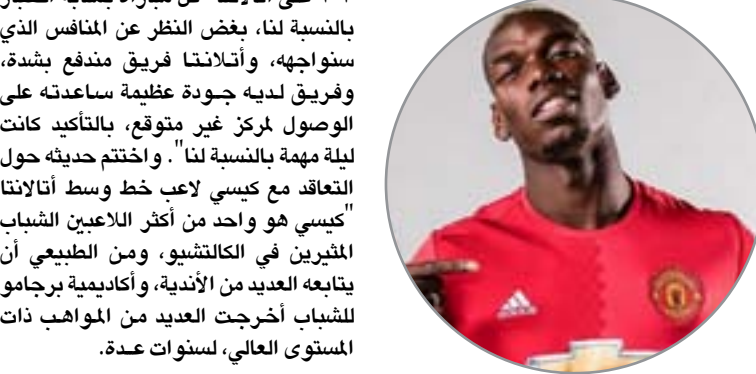 بالنسبة لنا، بغض النظر عن المنافس الذي
سنواجهه، وأتلانتا فريق مندفع بشدة،
وفريق لديه جودة عظيمة ساعدته على
الوصول لمركز غير متوقع، بالتأكيد كانت
ليلة مهمة بالنسبة لنا". واختتم حديثه حول
التعاقد مع كيسي لاعب خط وسط أتالانتا
"كيسي هو واحد من أكثر اللاعبين الشباب
المثيرين في الكالتشيو، ومن الطبيعي أن
يتابعه العديد من الأندية، وأكاديمية برجامو
للشباب أخرجت العديد من المواهب ذات
المستوى العالي، لسنوات عدة.
adidas